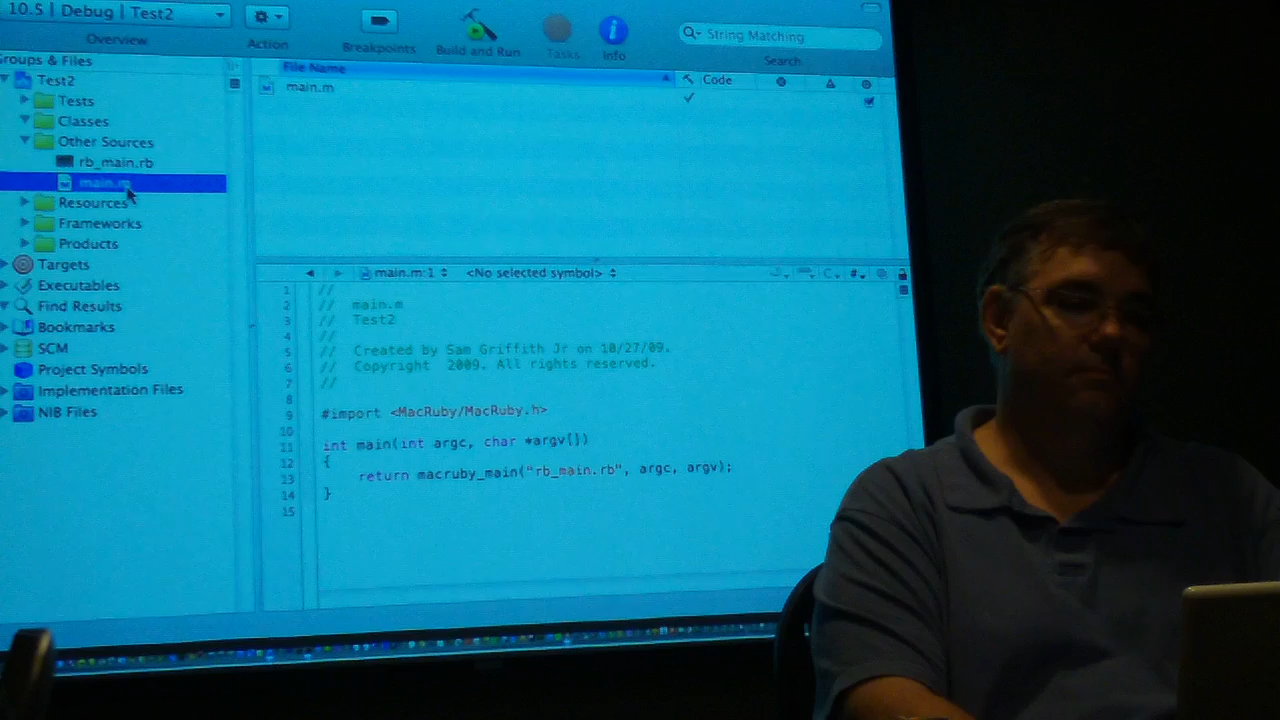 10.5 | Debug | Test2
Overview
Action
Breakpoints
Build and Run
Tasks
Info
String Matching
Search
Groups & Files
Test2
Tests
Classes
Other Sources
rb_main.rb
main.m
Resources
Frameworks
Products
Targets
Executables
Find Results
Bookmarks
SCM
Project Symbols
Implementation Files
NIB Files
File Name
Code
main.m
main.m:1
<No selected symbol>
C
#
1 //
2 // main.m
3 // Test2
4 //
5 // Created by Sam Griffith Jr on 10/27/09.
6 // Copyright 2009. All rights reserved.
7 //
8
9 #import <MacRuby/MacRuby.h>
10
11 int main(int argc, char *argv[])
12 {
13 return macruby_main("rb_main.rb", argc, argv);
14 }
15